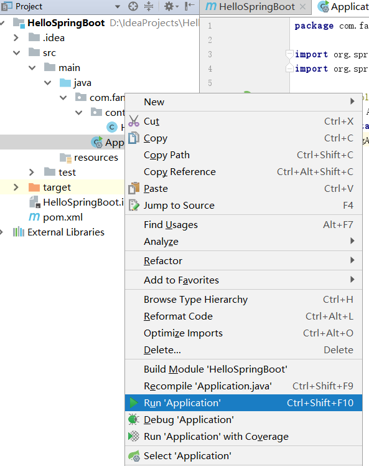 Project
HelloSpringBoot
Applicat
HelloSpringBoot D:\IdeaProjects\Hell
.idea
src
main
java
com.fan
cont
H
App
resources
test
target
HelloSpringBoot.i
pom.xml
External Libraries
1
2
3
4
package com.fa
import org.spr
import org.spr
New
Cut Ctrl+X
Copy Ctrl+C
Copy Path Ctrl+Shift+C
Copy Reference Ctrl+Alt+Shift+C
Paste Ctrl+V
Jump to Source F4
Find Usages Alt+F7
Analyze
Refactor
Add to Favorites
Browse Type Hierarchy Ctrl+H
Reformat Code Ctrl+Alt+L
Optimize Imports Ctrl+Alt+O
Delete... Delete
Build Module 'HelloSpringBoot'
Recompile 'Application.java' Ctrl+Shift+F9
Run 'Application' Ctrl+Shift+F10
Debug 'Application'
Run 'Application' with Coverage
Select 'Application'